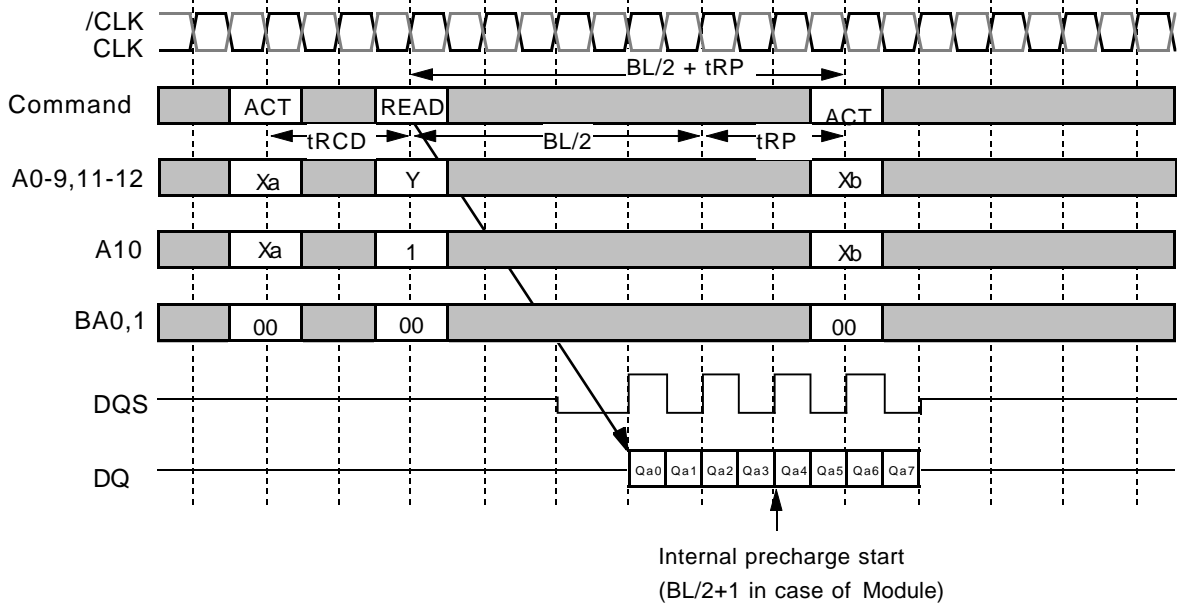 /CLK
CLK
BL/2 + tRP
Command ACT READ ACT
tRCD BL/2 tRP
A0-9,11-12 Xa Y Xb
A10 Xa 1 Xb
BA0,1 00 00 00
DQS
DQ Qa0 Qa1 Qa2 Qa3 Qa4 Qa5 Qa6 Qa7
Internal precharge start
(BL/2+1 in case of Module)